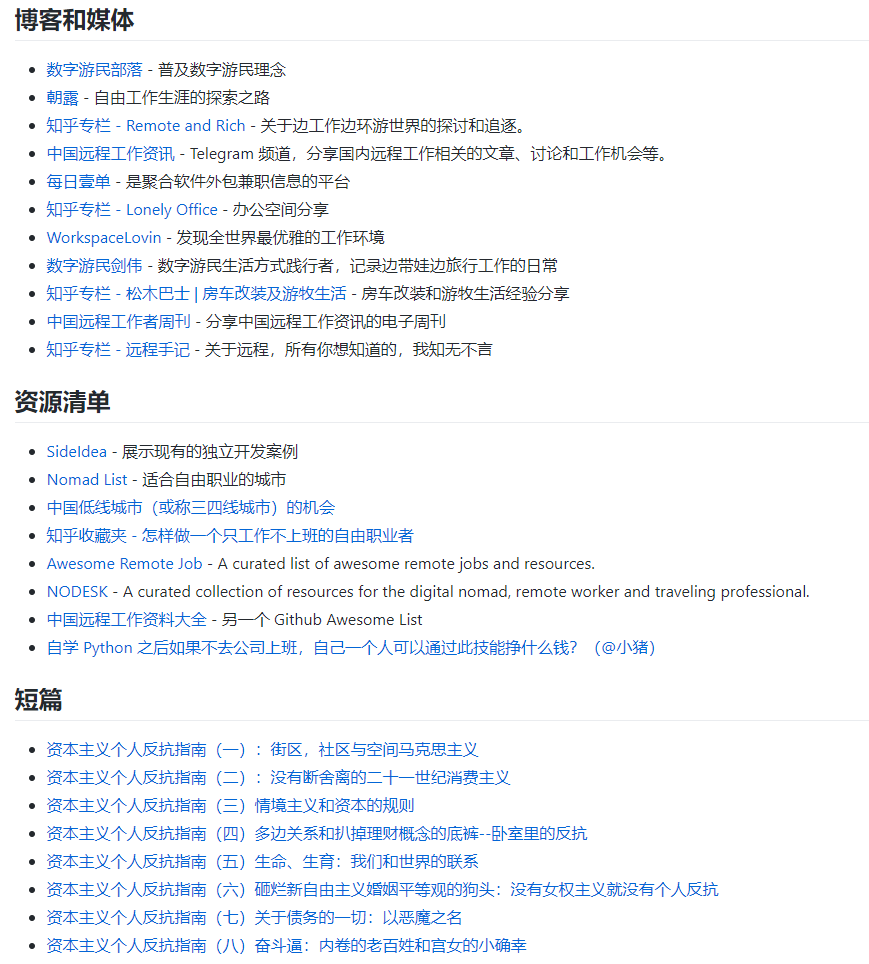 博客和媒体
数字游民部落 - 普及数字游民理念
朝露 - 自由工作生涯的探索之路
知乎专栏 - Remote and Rich - 关于边工作边环游世界的探讨和追逐。
中国远程工作资讯 - Telegram 频道，分享国内远程工作相关的文章、讨论和工作机会等。
每日壹单 - 是聚合软件外包兼职信息的平台
知乎专栏 - Lonely Office - 办公空间分享
WorkspaceLovin - 发现全世界最优雅的工作环境
数字游民剑伟 - 数字游民生活方式践行者，记录边带娃边旅行工作的日常
知乎专栏 - 松木巴士 | 房车改装及游牧生活 - 房车改装和游牧生活经验分享
中国远程工作者周刊 - 分享中国远程工作资讯的电子周刊
知乎专栏 - 远程手记 - 关于远程，所有你想知道的，我知无不言
资源清单
SideIdea - 展示现有的独立开发案例
Nomad List - 适合自由职业的城市
中国低线城市（或称三四线城市）的机会
知乎收藏夹 - 怎样做一个只工作不上班的自由职业者
Awesome Remote Job - A curated list of awesome remote jobs and resources.
NODESK - A curated collection of resources for the digital nomad, remote worker and traveling professional.
中国远程工作资料大全 - 另一个 Github Awesome List
自学 Python 之后如果不去公司上班，自己一个人可以通过此技能挣什么钱？（@小猪）
短篇
资本主义个人反抗指南（一）：街区，社区与空间马克思主义
资本主义个人反抗指南（二）：没有断舍离的二十一世纪消费主义
资本主义个人反抗指南（三）情境主义和资本的规则
资本主义个人反抗指南（四）多边关系和扒掉理财概念的底裤--卧室里的反抗
资本主义个人反抗指南（五）生命、生育：我们和世界的联系
资本主义个人反抗指南（六）砸烂新自由主义婚姻平等观的狗头：没有女权主义就没有个人反抗
资本主义个人反抗指南（七）关于债务的一切：以恶魔之名
资本主义个人反抗指南（八）奋斗逼：内卷的老百姓和宫女的小确幸